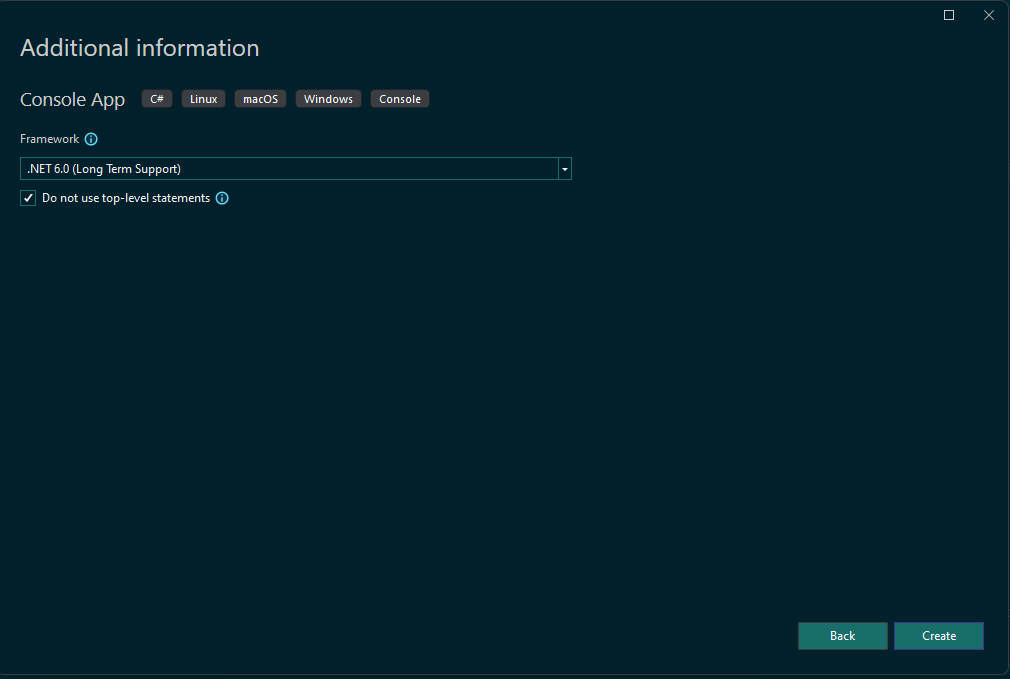 Additional information
Console App C# Linux macOS Windows Console
Framework
.NET 6.0 (Long Term Support)
Do not use top-level statements
Back Create